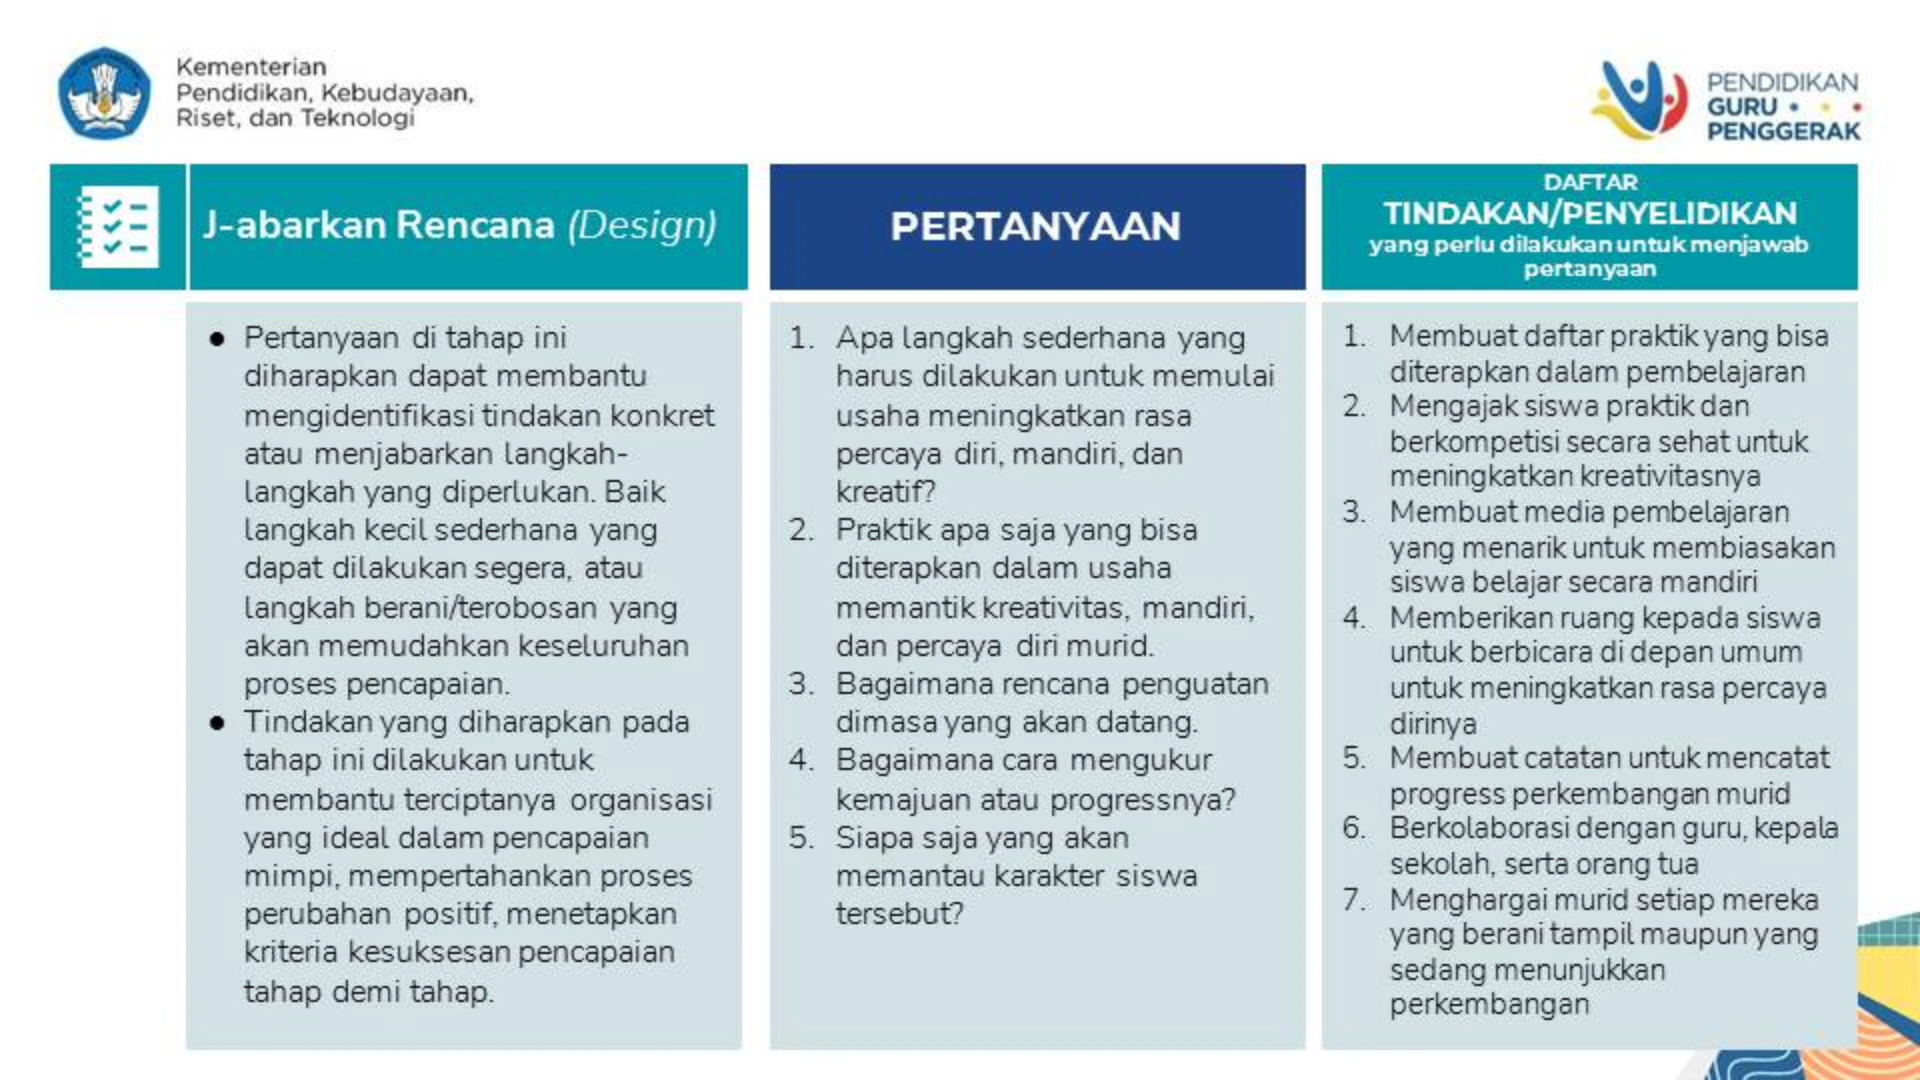 Kementerian
Pendidikan, Kebudayaan,
Riset, dan Teknologi
PENDIDIKAN
GURU
PENGGERAK
J-abarkan Rencana (Design)
● Pertanyaan di tahap ini
diharapkan dapat membantu
mengidentifikasi tindakan konkret
atau menjabarkan langkah-
langkah yang diperlukan. Baik
langkah kecil sederhana yang
dapat dilakukan segera, atau
langkah berani/terobosan yang
akan memudahkan keseluruhan
proses pencapaian.
● Tindakan yang diharapkan pada
tahap ini dilakukan untuk
membantu terciptanya organisasi
yang ideal dalam pencapaian
mimpi, mempertahankan proses
perubahan positif, menetapkan
kriteria kesuksesan pencapaian
tahap demi tahap.
PERTANYAAN
1. Apa langkah sederhana yang
harus dilakukan untuk memulai
usaha meningkatkan rasa
percaya diri, mandiri, dan
kreatif?
2. Praktik apa saja yang bisa
diterapkan dalam usaha
memantik kreativitas, mandiri,
dan percaya diri murid.
3. Bagaimana rencana penguatan
dimasa yang akan datang.
4. Bagaimana cara mengukur
kemajuan atau progressnya?
5. Siapa saja yang akan
memantau karakter siswa
tersebut?
DAFTAR
TINDAKAN/PENYELIDIKAN
yang perlu dilakukan untuk menjawab
pertanyaan
1. Membuat daftar praktik yang bisa
diterapkan dalam pembelajaran
2. Mengajak siswa praktik dan
berkompetisi secara sehat untuk
meningkatkan kreativitasnya
3. Membuat media pembelajaran
yang menarik untuk membiasakan
siswa belajar secara mandiri
4. Memberikan ruang kepada siswa
untuk berbicara di depan umum
untuk meningkatkan rasa percaya
dirinya
5. Membuat catatan untuk mencatat
progress perkembangan murid
6. Berkolaborasi dengan guru, kepala
sekolah, serta orang tua
7. Menghargai murid setiap mereka
yang berani tampil maupun yang
sedang menunjukkan
perkembangan